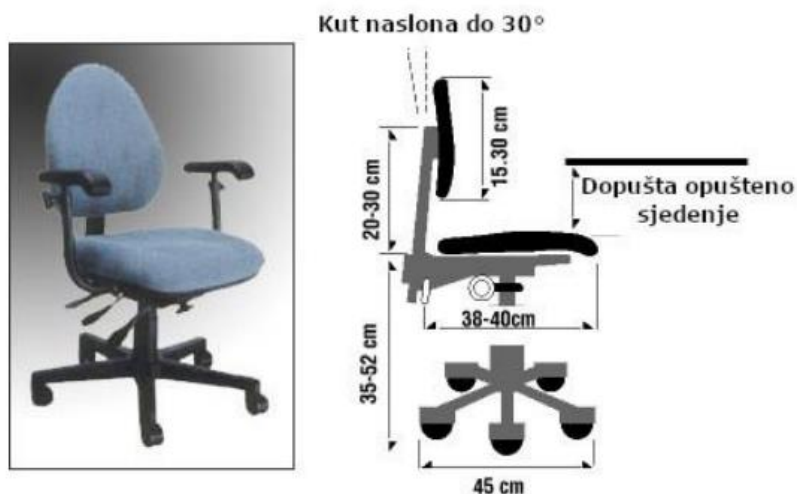 Kut naslona do 30°
15.30 cm
20-30 cm
Dopušta opušteno
sjedenje
38-40cm
35-52 cm
45 cm